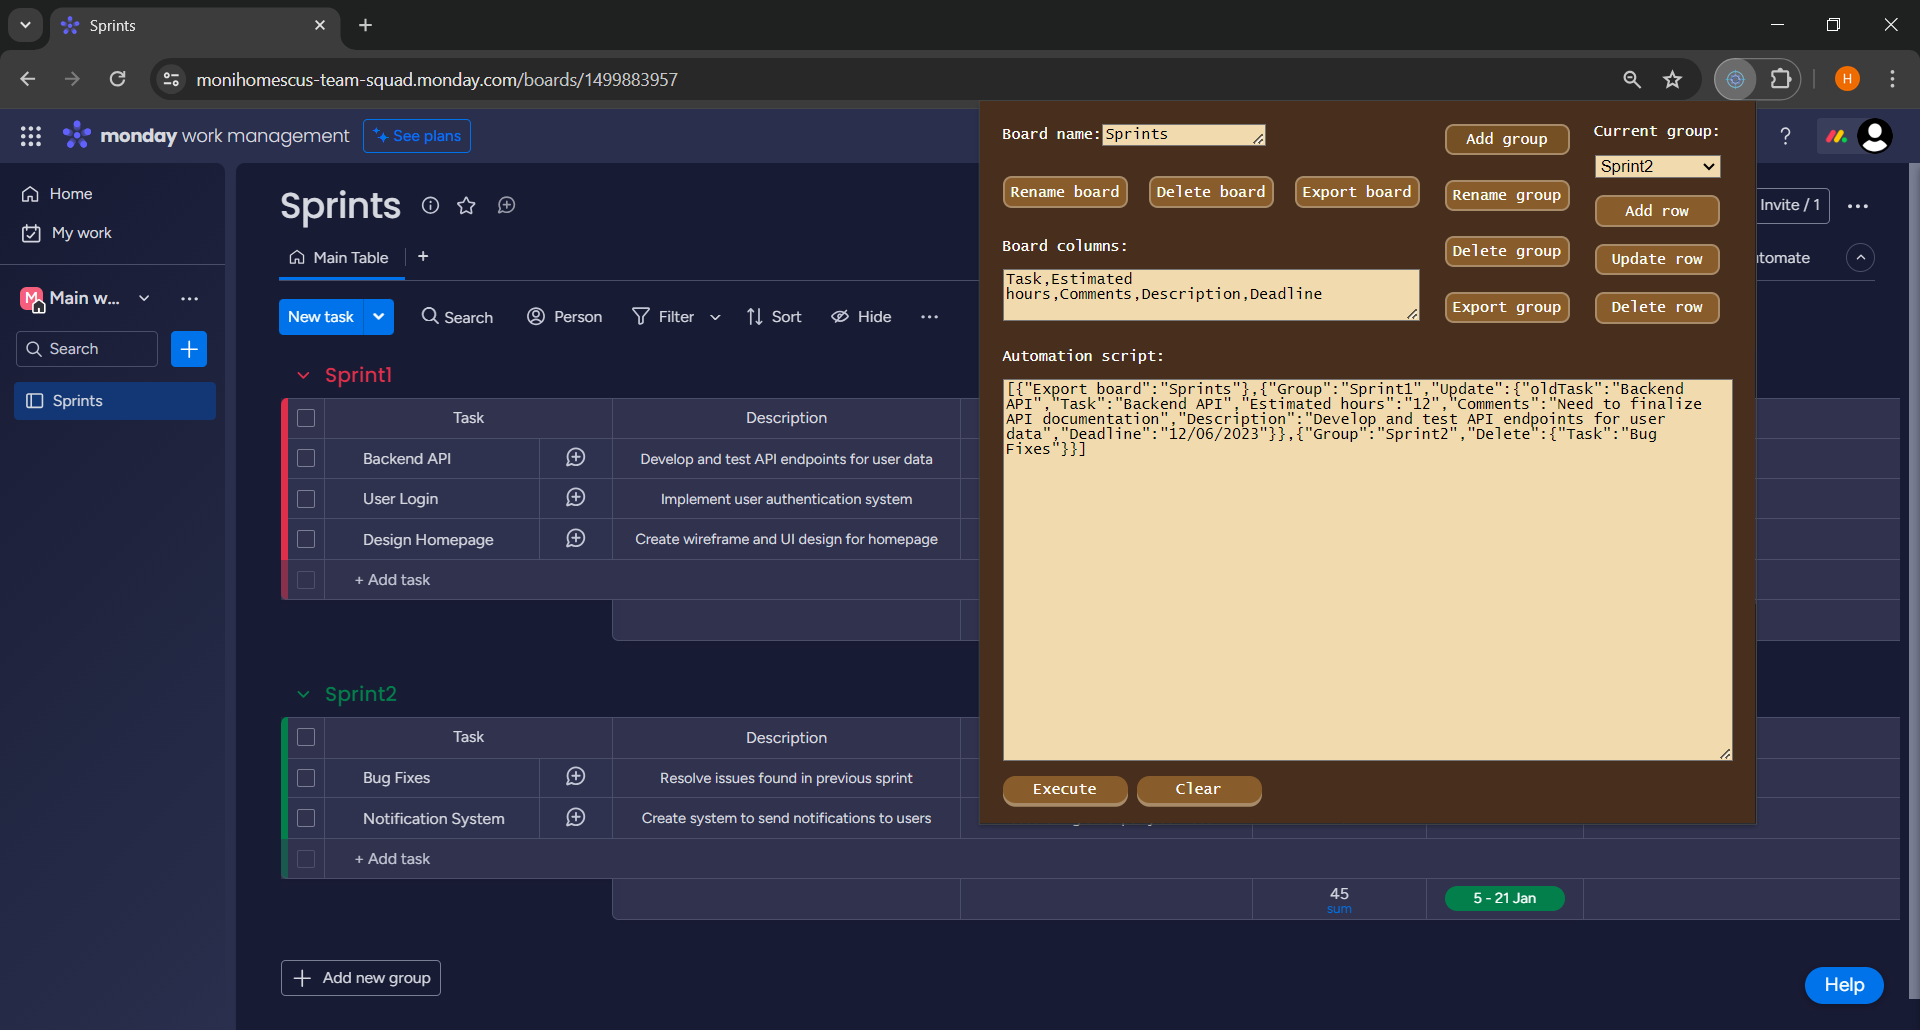 Sprints
monihomescus-team-squad.monday.com/boards/1499883957
H
monday work management
See plans
?
Home
My work
M
Main w...
Search
Sprints
Sprints
Invite / 1
Main Table
+
New task
Search
Person
Filter
Sort
Hide
Sprint1
Task
Description
Backend API
Develop and test API endpoints for user data
User Login
Implement user authentication system
Design Homepage
Create wireframe and UI design for homepage
+ Add task
Sprint2
Task
Description
Bug Fixes
Resolve issues found in previous sprint
Notification System
Create system to send notifications to users
+ Add task
45
sum
5 - 21 Jan
Add new group
Help
Board name:
Sprints
Rename board
Delete board
Export board
Board columns:
Task,Estimated
hours,Comments,Description,Deadline
Add group
Rename group
Delete group
Export group
Current group:
Sprint2
Add row
Update row
Delete row
Automation script:
[{"Export board":"Sprints"},{"Group":"Sprint1","Update":{"oldTask":"Backend
API","Task":"Backend API","Estimated hours":"12","Comments":"Need to finalize
API documentation","Description":"Develop and test API endpoints for user
data","Deadline":"12/06/2023"}},{"Group":"Sprint2","Delete":{"Task":"Bug
Fixes"}}]
Execute
Clear